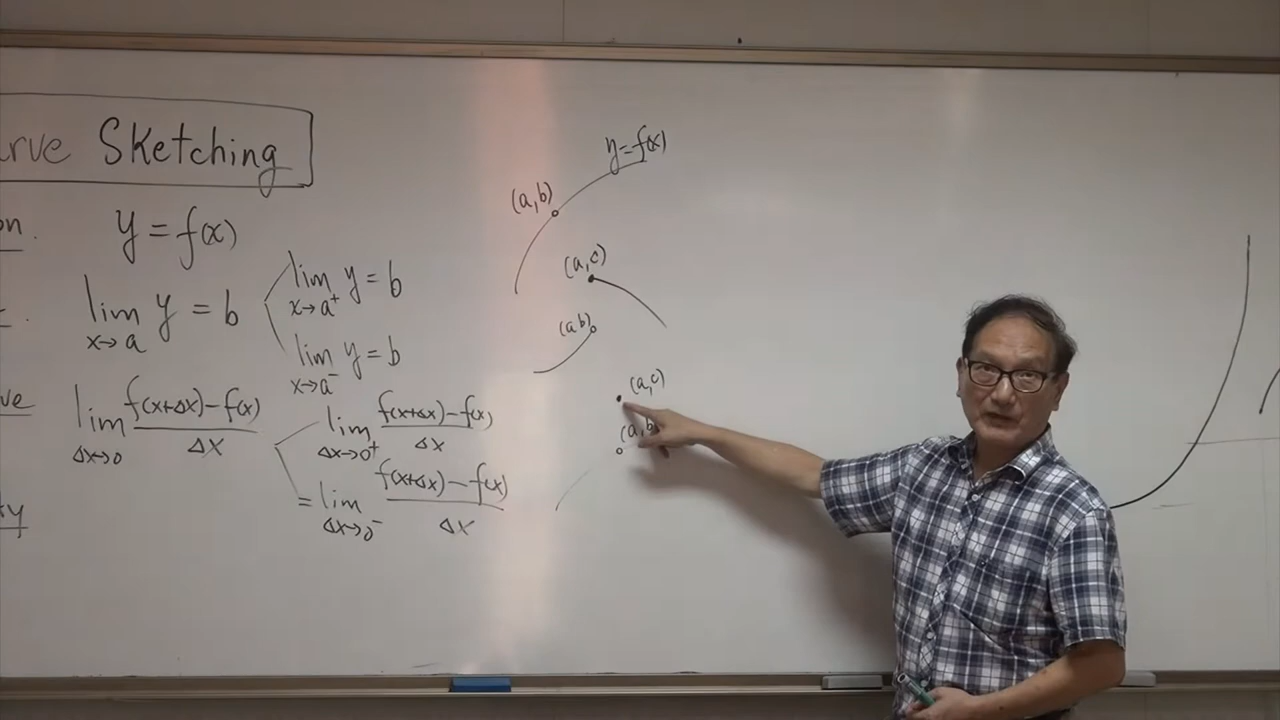 Sketching
y = f(x)
lim y = b
x→a
lim y = b
x→a⁺
lim y = b
x→a⁻
lim f(x+Δx)-f(x)
Δx→0 Δx
lim f(x+Δx)-f(x)
Δx→0⁺ Δx
= lim f(x+Δx)-f(x)
Δx→0⁻ Δx
y=f(x)
(a,b)
(a,c)
(a b)
(a,c)
(a,b